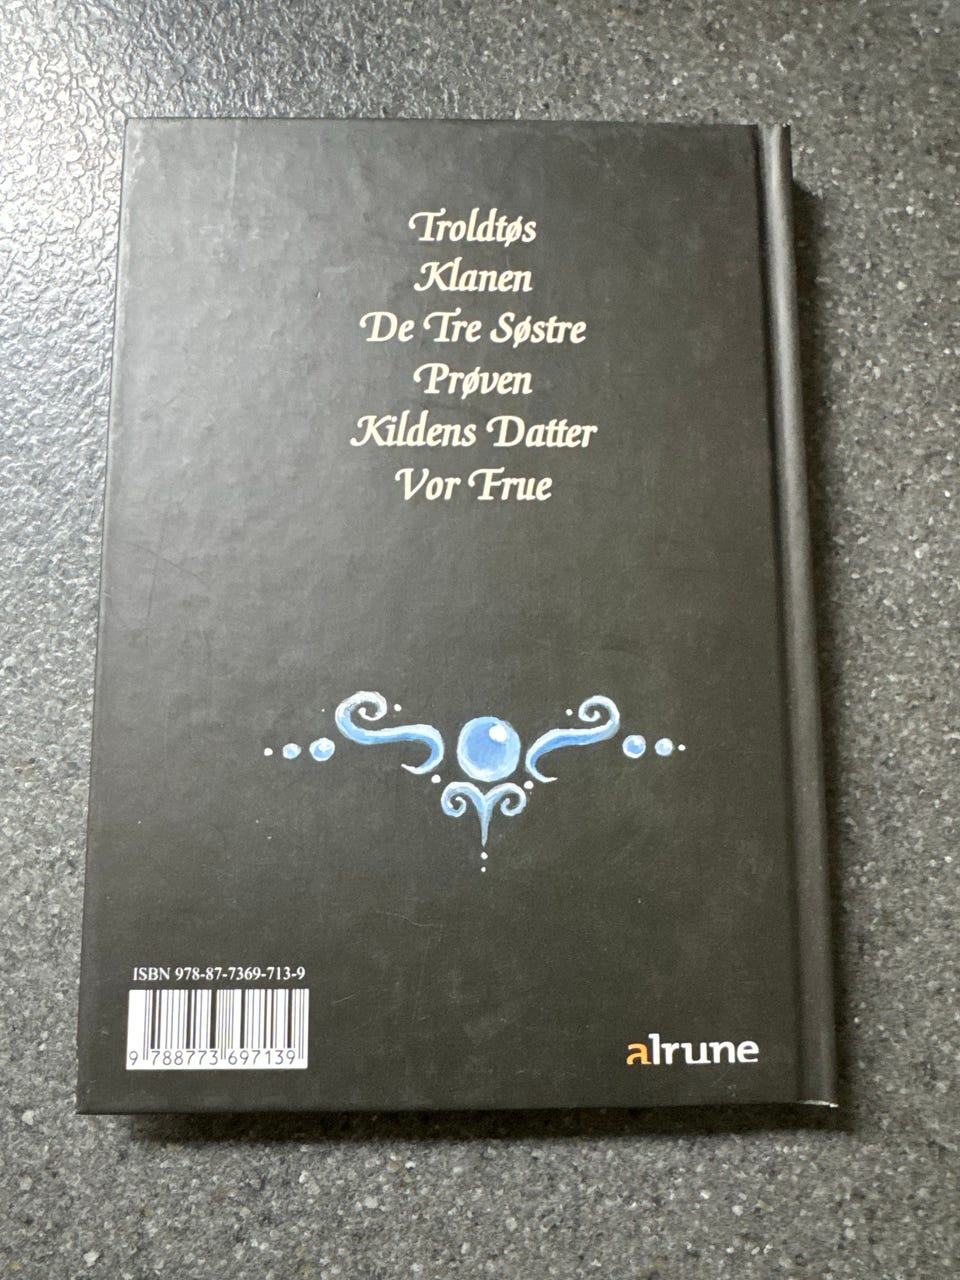 Troldtøs
Klanen
De Tre Søstre
Prøven
Kildens Datter
Vor Frue
ISBN 978-87-7369-713-9
9 788773 697139
alrune